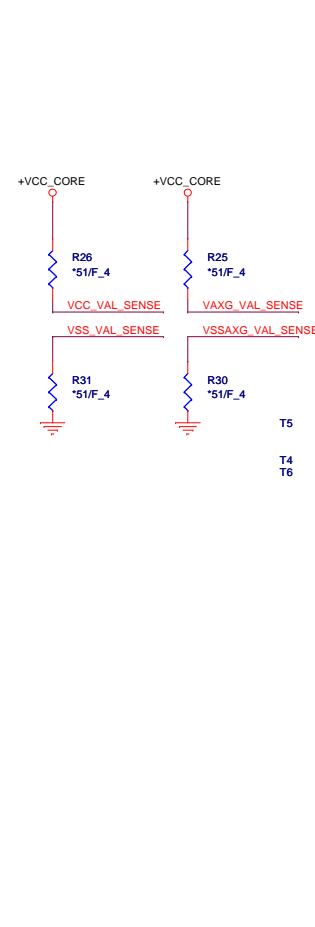 +VCC_CORE
+VCC_CORE
R26
*51/F_4
R25
*51/F_4
VCC_VAL_SENSE
VAXG_VAL_SENSE
VSS_VAL_SENSE
VSSAXG_VAL_SENSE
R31
*51/F_4
R30
*51/F_4
T5
T4
T6